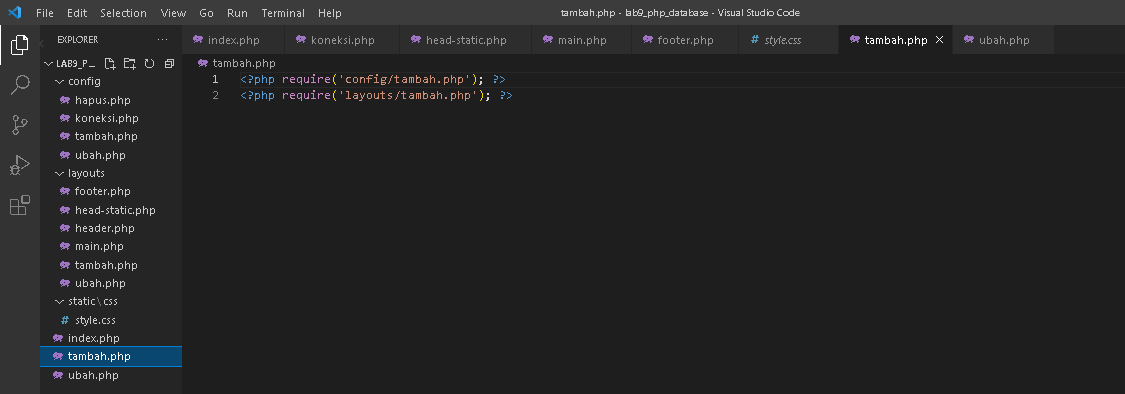 File Edit Selection View Go Run Terminal Help tambah.php - lab9_php_database - Visual Studio Code
EXPLORER ···
index.php koneksi.php head-static.php main.php footer.php # style.css tambah.php × ubah.php
LAB9_P...
tambah.php
config
hapus.php
koneksi.php
tambah.php
ubah.php
layouts
footer.php
head-static.php
header.php
main.php
tambah.php
ubah.php
static\css
# style.css
index.php
tambah.php
ubah.php
1 <?php require('config/tambah.php'); ?>
2 <?php require('layouts/tambah.php'); ?>